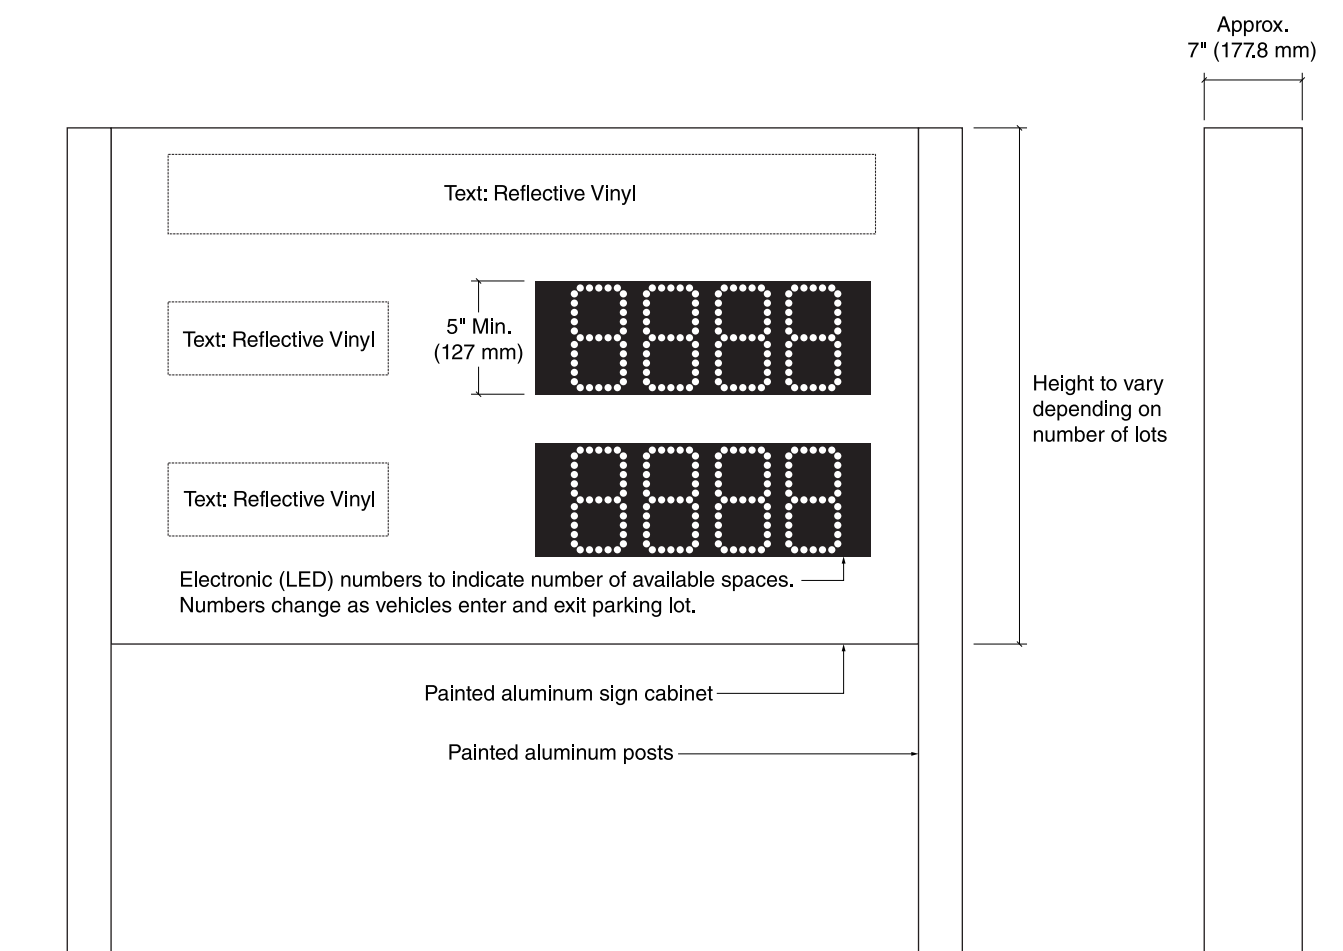 Approx.
7" (177.8 mm)
Text: Reflective Vinyl
Text: Reflective Vinyl
5" Min.
(127 mm)
8888
Height to vary
depending on
number of lots
Text: Reflective Vinyl
8888
Electronic (LED) numbers to indicate number of available spaces.
Numbers change as vehicles enter and exit parking lot.
Painted aluminum sign cabinet
Painted aluminum posts